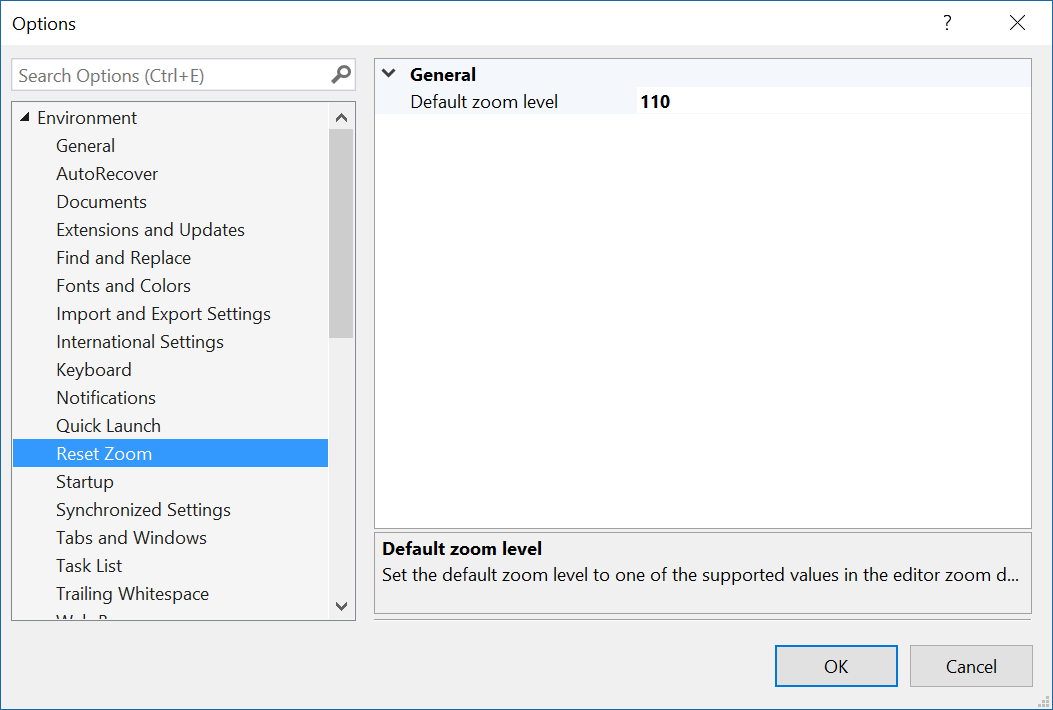 Options
?
Search Options (Ctrl+E)
Environment
General
AutoRecover
Documents
Extensions and Updates
Find and Replace
Fonts and Colors
Import and Export Settings
International Settings
Keyboard
Notifications
Quick Launch
Reset Zoom
Startup
Synchronized Settings
Tabs and Windows
Task List
Trailing Whitespace
General
Default zoom level 110
Default zoom level
Set the default zoom level to one of the supported values in the editor zoom d...
OK
Cancel